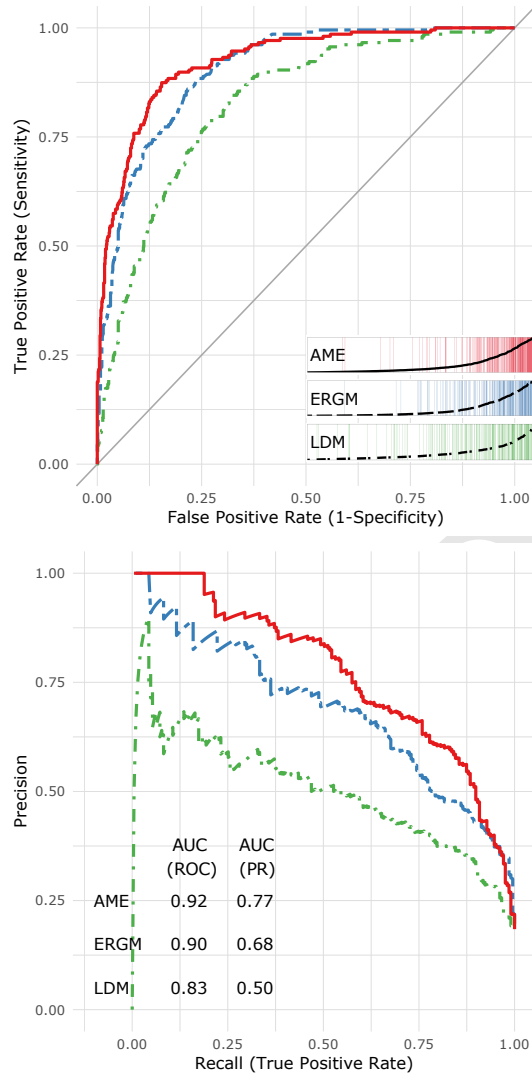 1.00
0.75
0.50
0.25
0.00
True Positive Rate (Sensitivity)
AME
ERGM
LDM
0.00 0.25 0.50 0.75 1.00
False Positive Rate (1-Specificity)
1.00
0.75
0.50
0.25
0.00
Precision
AUC AUC
(ROC) (PR)
AME 0.92 0.77
ERGM 0.90 0.68
LDM 0.83 0.50
0.00 0.25 0.50 0.75 1.00
Recall (True Positive Rate)